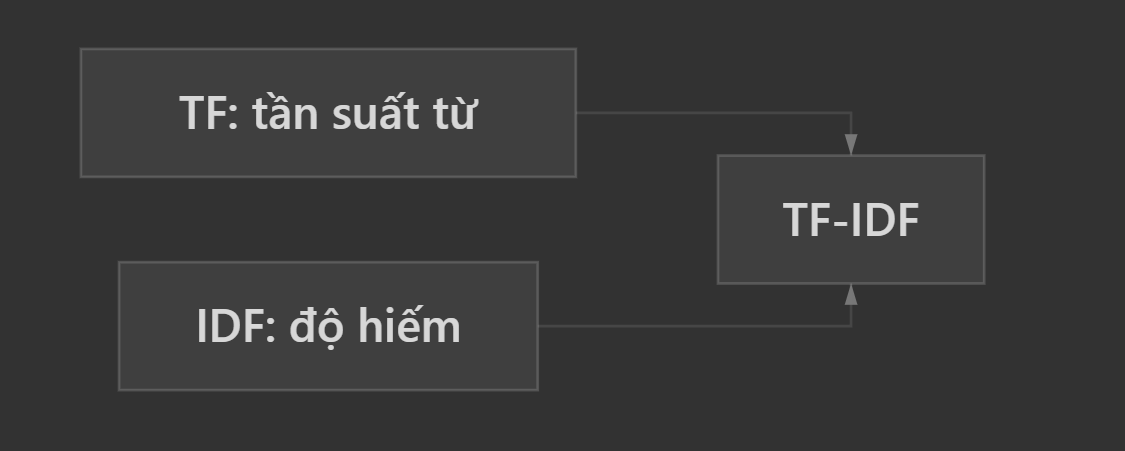 TF: tần suất từ
TF-IDF
IDF: độ hiếm